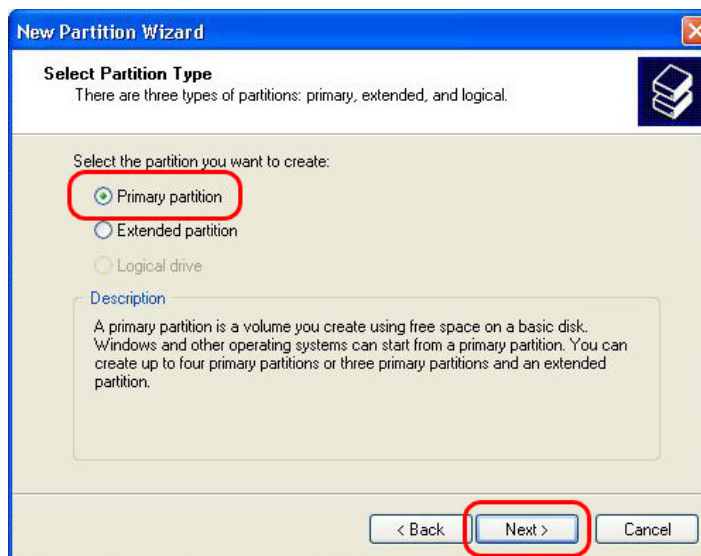 New Partition Wizard
Select Partition Type
There are three types of partitions: primary, extended, and logical.
Select the partition you want to create:
Primary partition
Extended partition
Logical drive
Description
A primary partition is a volume you create using free space on a basic disk.
Windows and other operating systems can start from a primary partition. You can
create up to four primary partitions or three primary partitions and an extended
partition.
< Back
Next >
Cancel